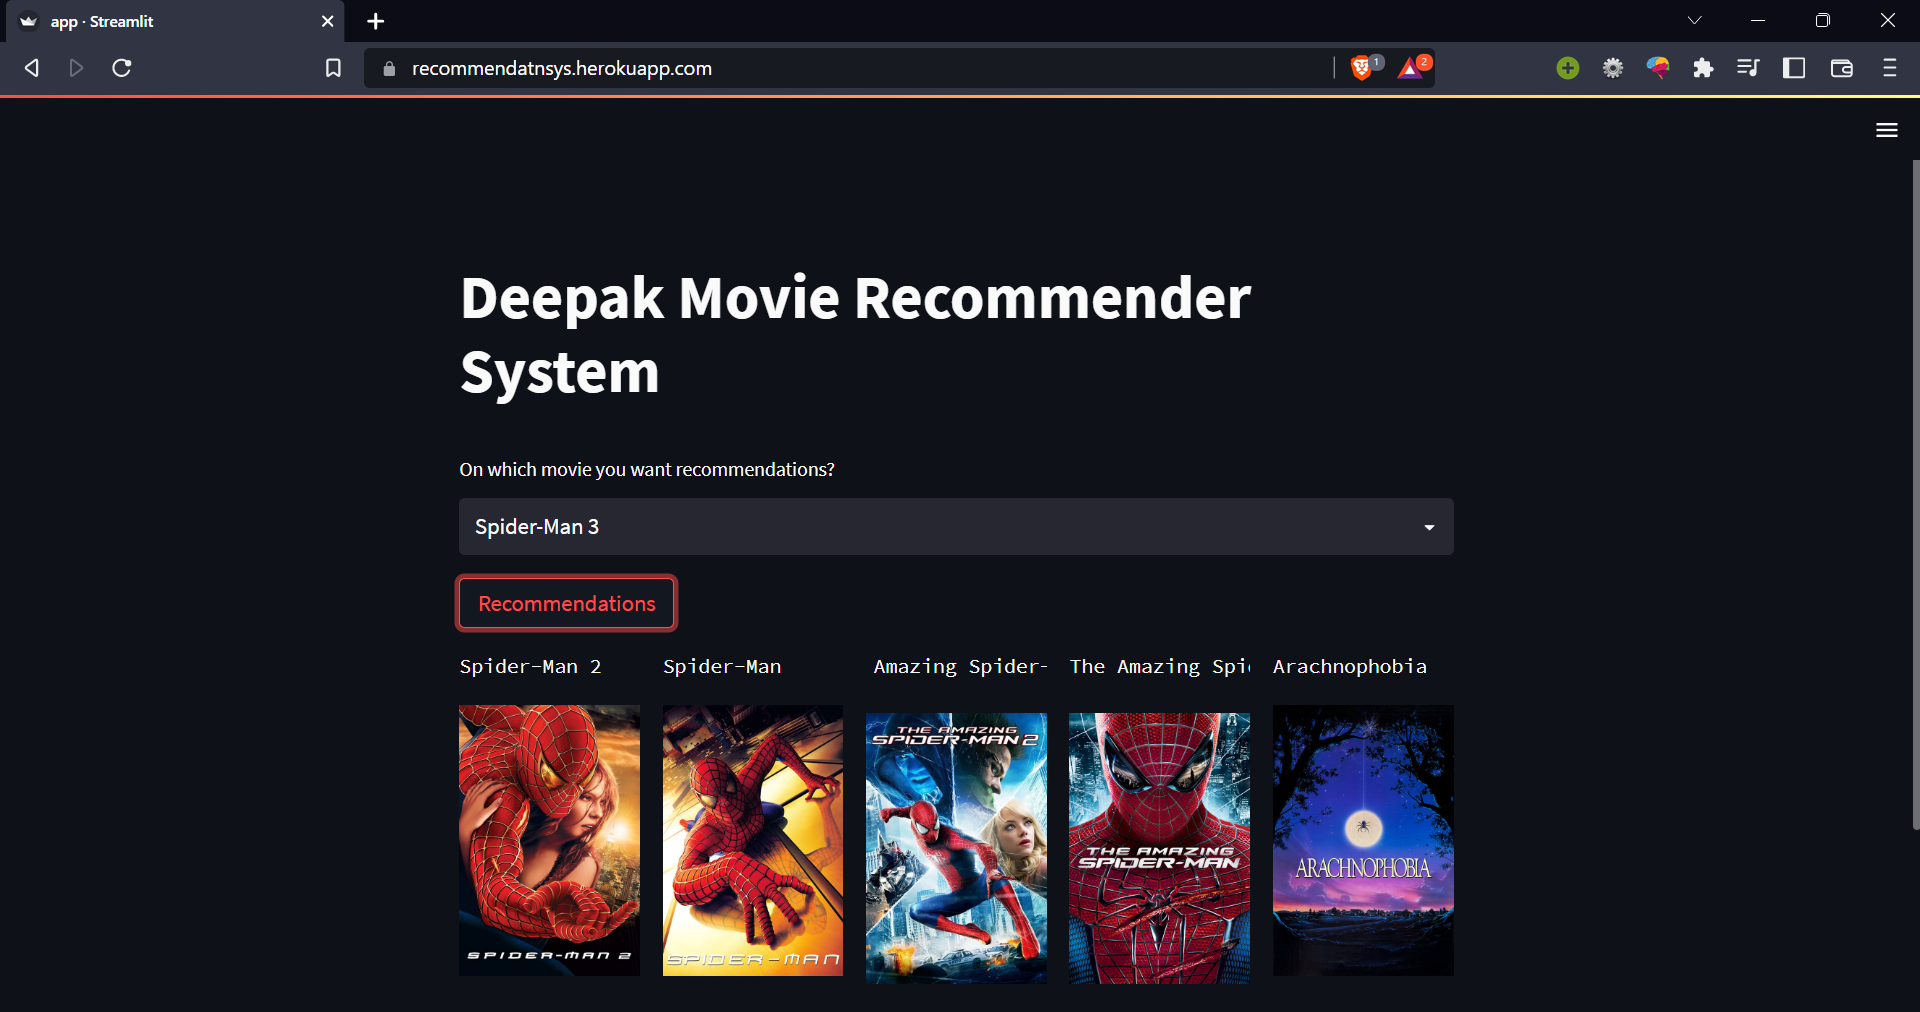 app · Streamlit
recommendatnsys.herokuapp.com
1
2
Deepak Movie Recommender
System
On which movie you want recommendations?
Spider-Man 3
Recommendations
Spider-Man 2
Spider-Man
Amazing Spider-
The Amazing Spi
Arachnophobia
SPIDER-MAN 2
SPIDER-MAN
THE AMAZING
SPIDER-MAN 2
THE AMAZING
SPIDER-MAN
ARACHNOPHOBIA